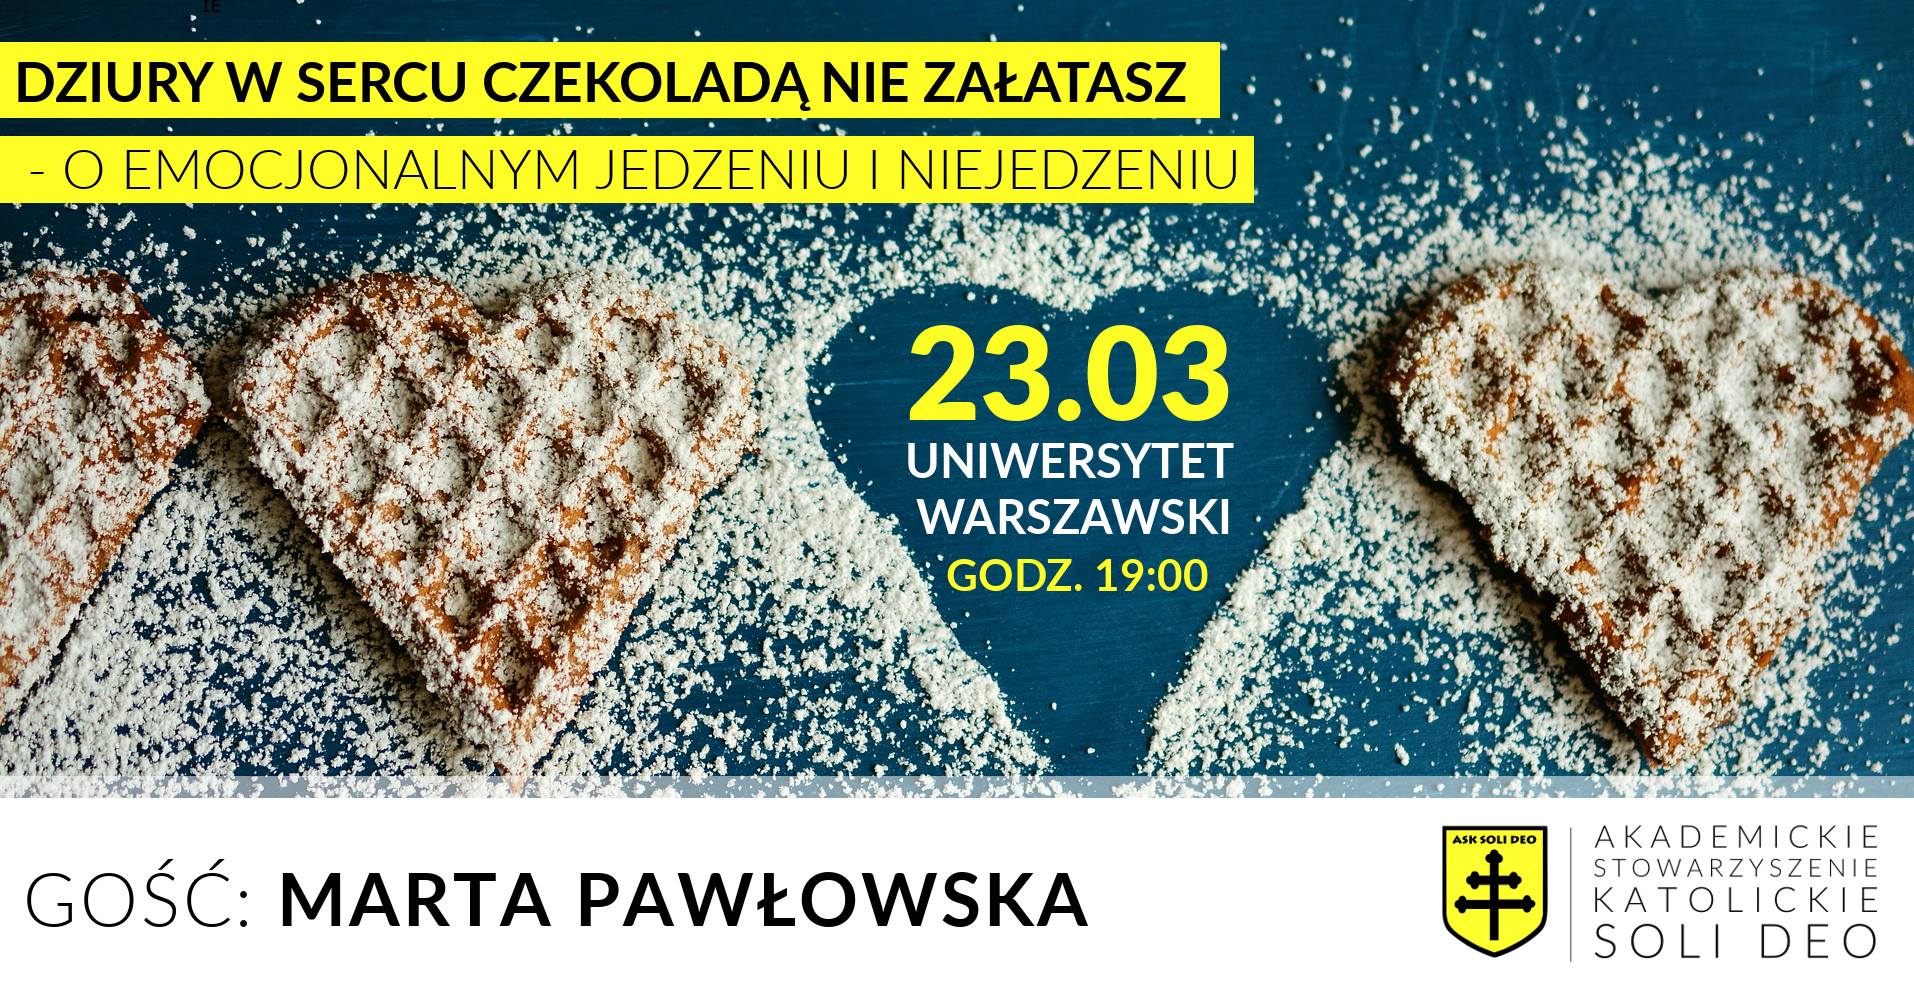 IE
DZIURY W SERCU CZEKOLADĄ NIE ZAŁATASZ
- O EMOCJONALNYM JEDZENIU I NIEJEDZENIU
23.03
UNIWERSYTET
WARSZAWSKI
GODZ. 19:00
GOŚĆ: MARTA PAWŁOWSKA
ASK SOLI DEO
AKADEMICKIE
STOWARZYSZENIE
KATOLICKIE
SOLI DEO